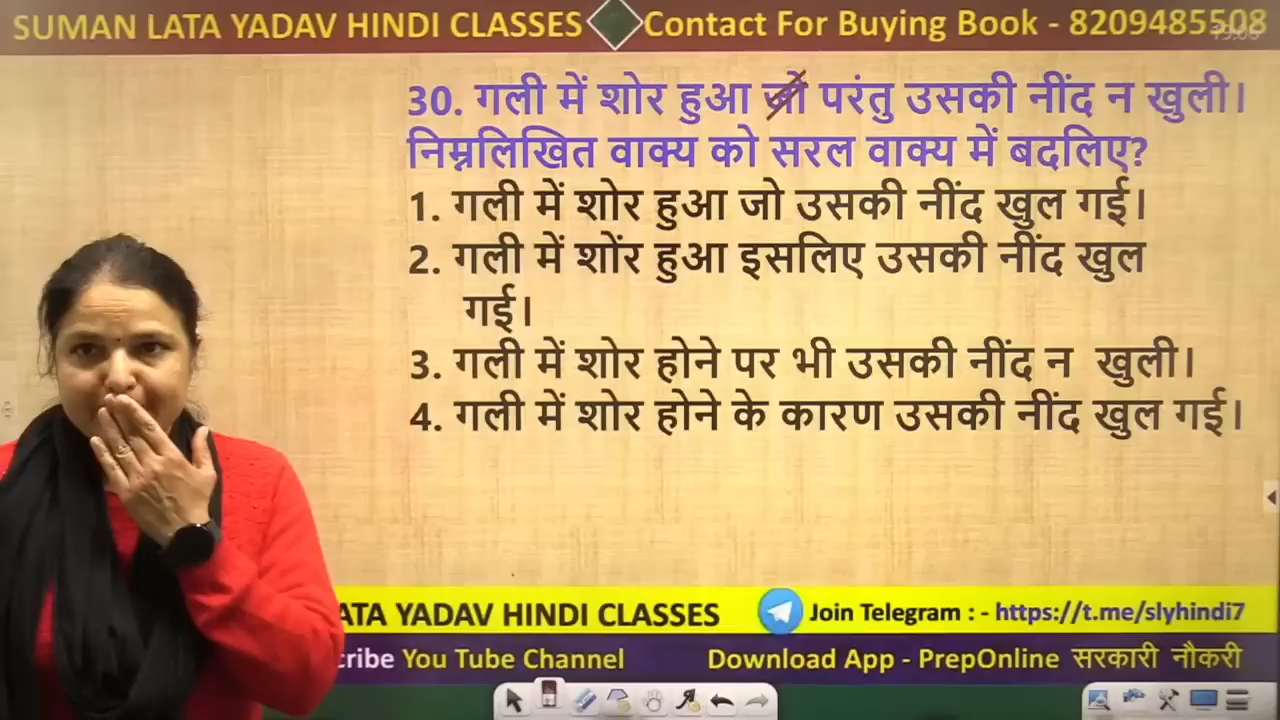 SUMAN LATA YADAV HINDI CLASSES Contact For Buying Book - 8209485508
19:06
30. गली में शोर हुआ जो परंतु उसकी नींद न खुली।
निम्नलिखित वाक्य को सरल वाक्य में बदलिए?
1. गली में शोर हुआ जो उसकी नींद खुल गई।
2. गली में शोंर हुआ इसलिए उसकी नींद खुल
गई।
3. गली में शोर होने पर भी उसकी नींद न खुली।
4. गली में शोर होने के कारण उसकी नींद खुल गई।
ATA YADAV HINDI CLASSES Join Telegram : - https://t.me/slyhindi7
cribe You Tube Channel Download App - PrepOnline सरकारी नौकरी